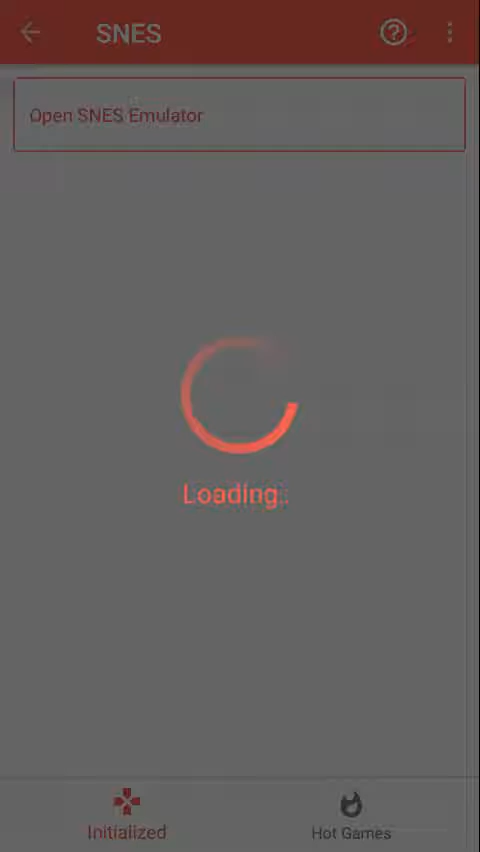 SNES
Open SNES Emulator
Loading..
Initialized
Hot Games